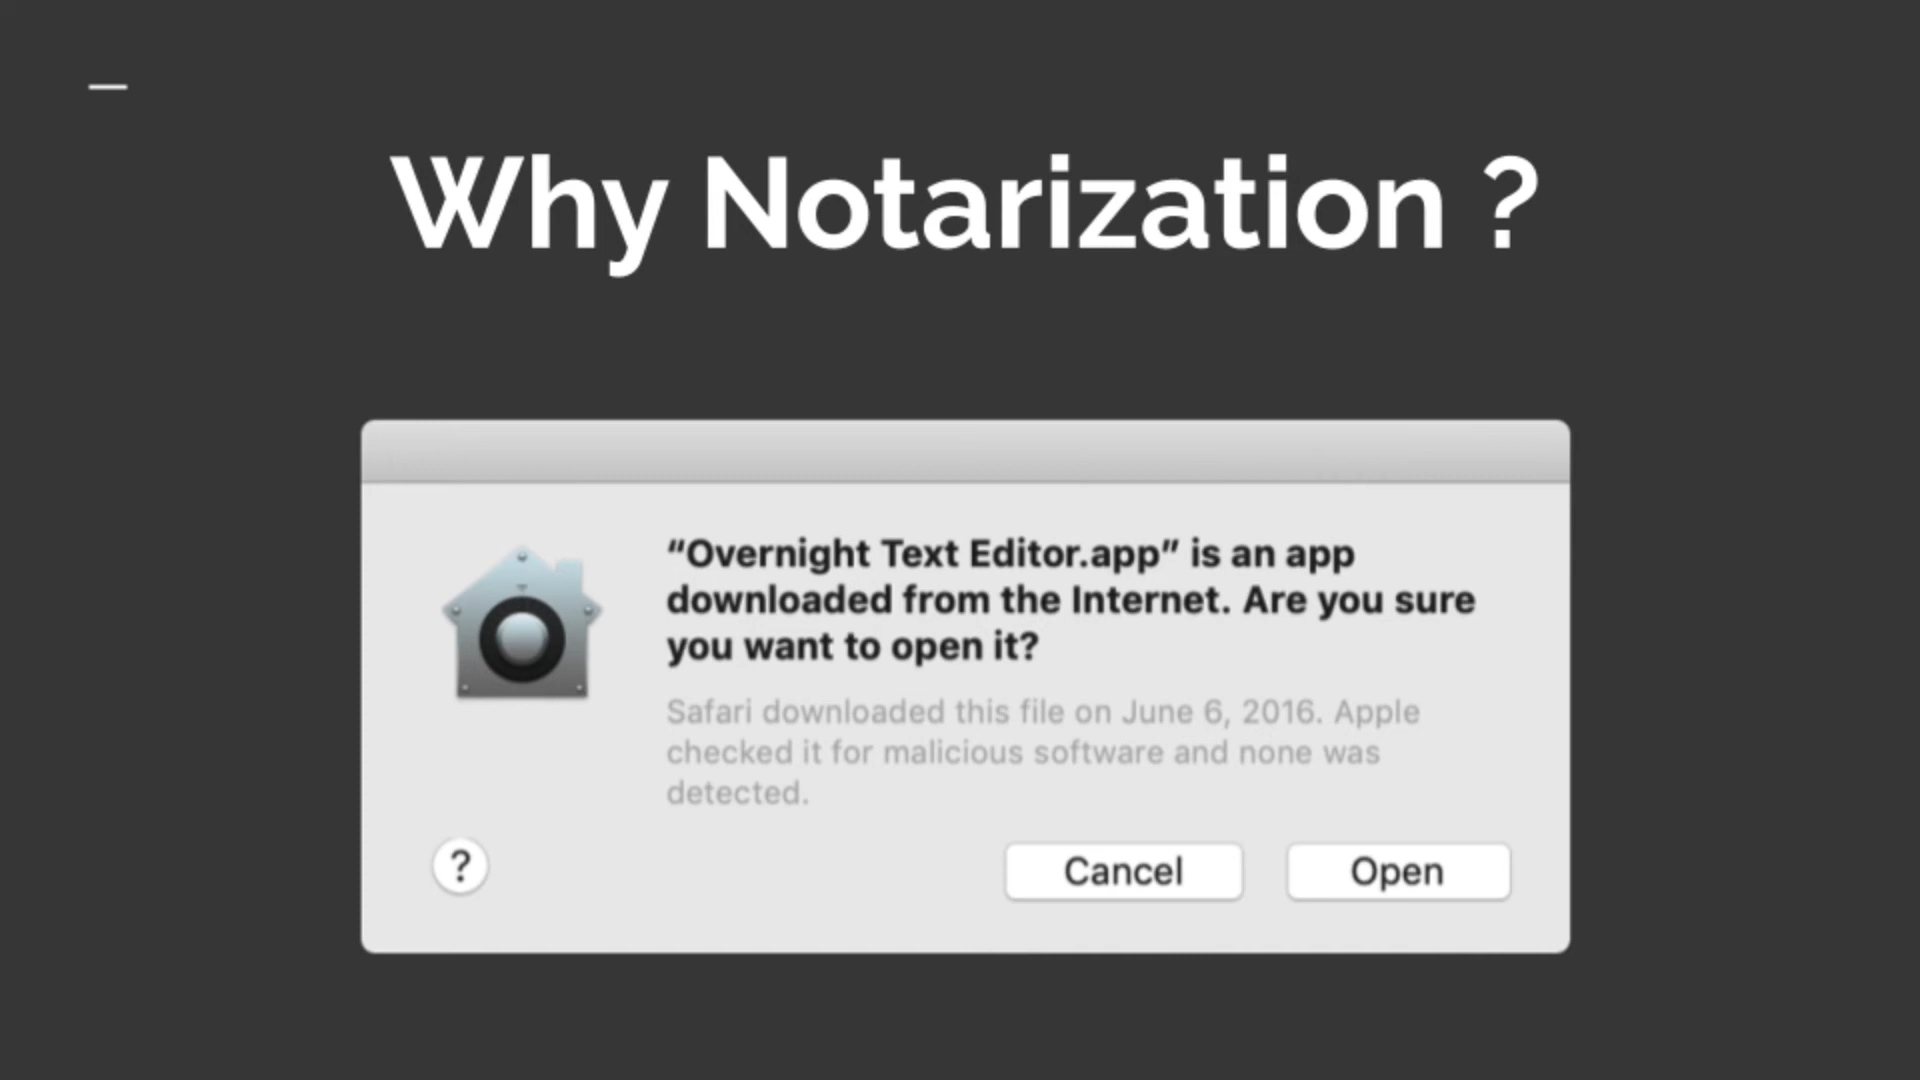 Why Notarization ?
“Overnight Text Editor.app” is an app
downloaded from the Internet. Are you sure
you want to open it?
Safari downloaded this file on June 6, 2016. Apple
checked it for malicious software and none was
detected.
?
Cancel
Open